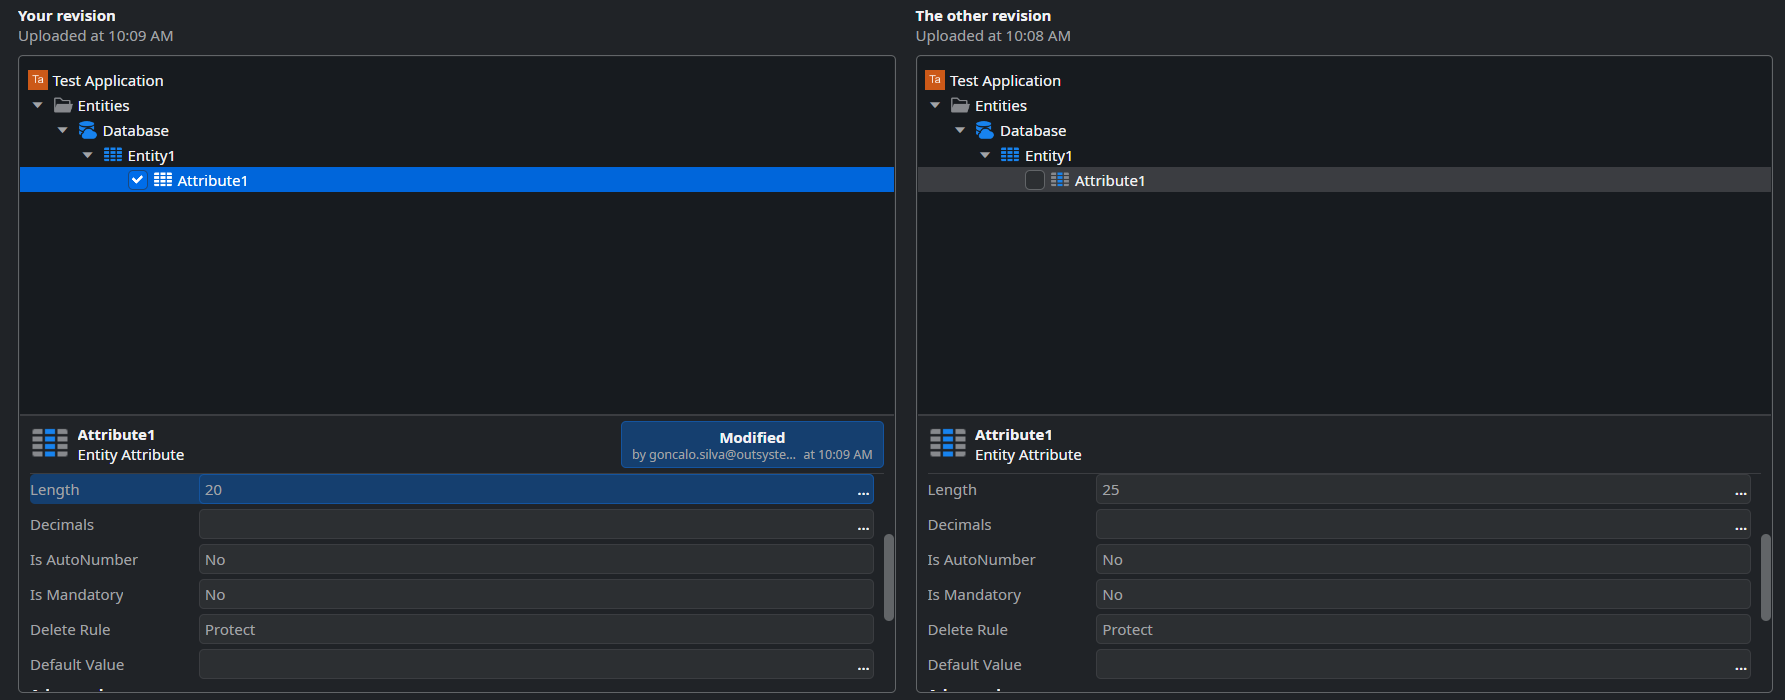 Your revision
Uploaded at 10:09 AM
Ta Test Application
Entities
Database
Entity1
Attribute1
Attribute1
Entity Attribute
Modified
by goncalo.silva@outsyste... at 10:09 AM
Length 20 ...
Decimals ...
Is AutoNumber No
Is Mandatory No
Delete Rule Protect
Default Value ...
The other revision
Uploaded at 10:08 AM
Ta Test Application
Entities
Database
Entity1
Attribute1
Attribute1
Entity Attribute
Length 25 ...
Decimals ...
Is AutoNumber No
Is Mandatory No
Delete Rule Protect
Default Value ...